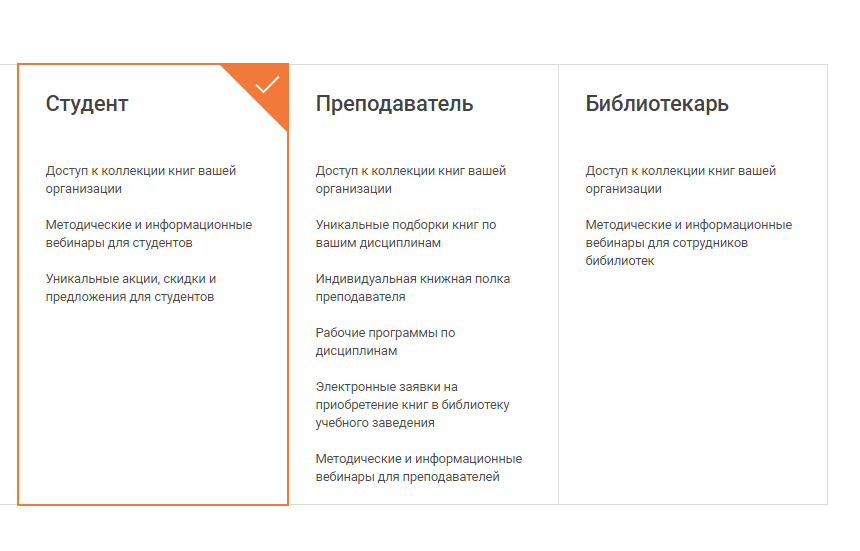 Студент
Доступ к коллекции книг вашей
организации
Методические и информационные
вебинары для студентов
Уникальные акции, скидки и
предложения для студентов
Преподаватель
Доступ к коллекции книг вашей
организации
Уникальные подборки книг по
вашим дисциплинам
Индивидуальная книжная полка
преподавателя
Рабочие программы по
дисциплинам
Электронные заявки на
приобретение книг в библиотеку
учебного заведения
Методические и информационные
вебинары для преподавателей
Библиотекарь
Доступ к коллекции книг вашей
организации
Методические и информационные
вебинары для сотрудников
бибилиотек